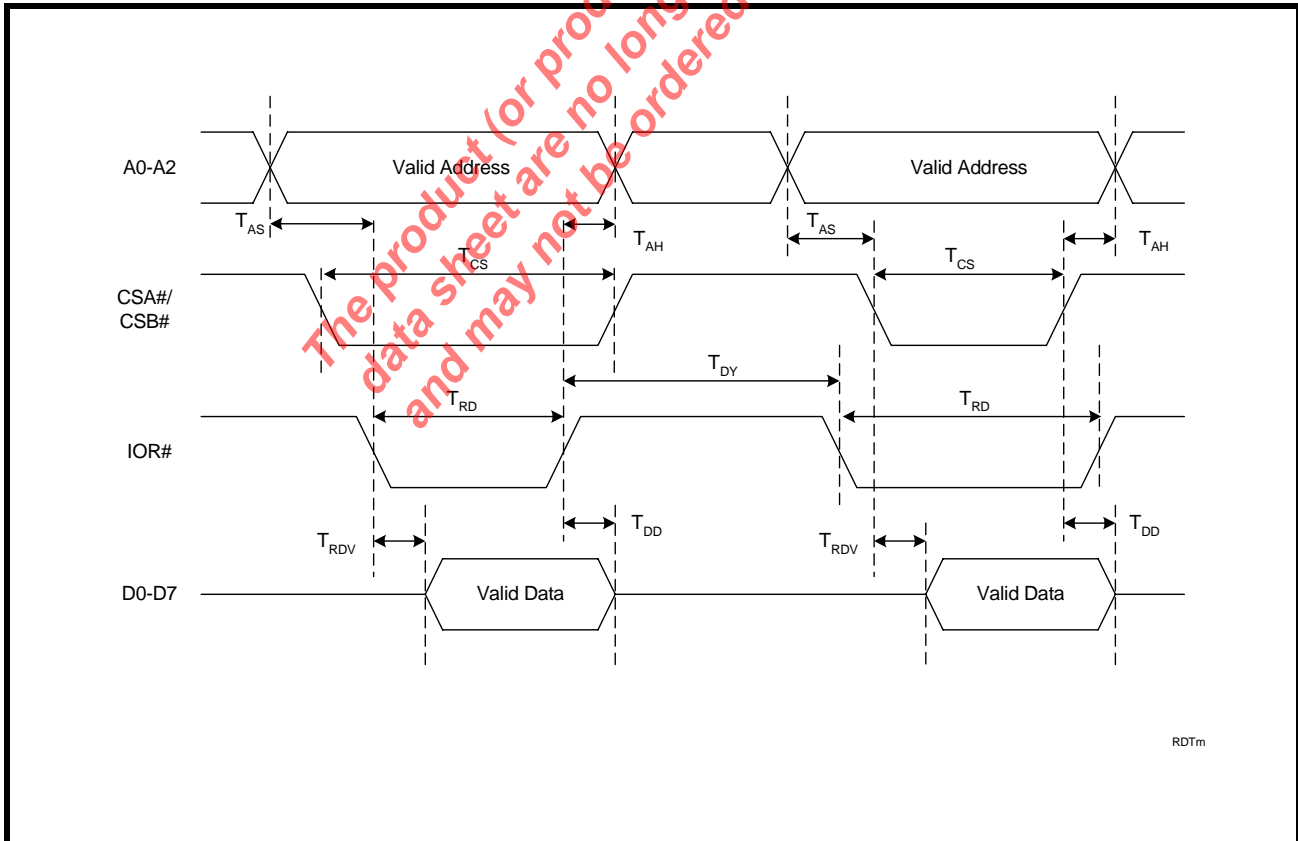 The product (or prod
data sheet are no long
and may not be ordered
A0-A2
Valid Address
Valid Address
TAS
TAH
TAS
TAH
TCS
TCS
CSA#/
CSB#
TDY
TRD
TRD
IOR#
TRDV
TDD
TRDV
TDD
D0-D7
Valid Data
Valid Data
RDTm